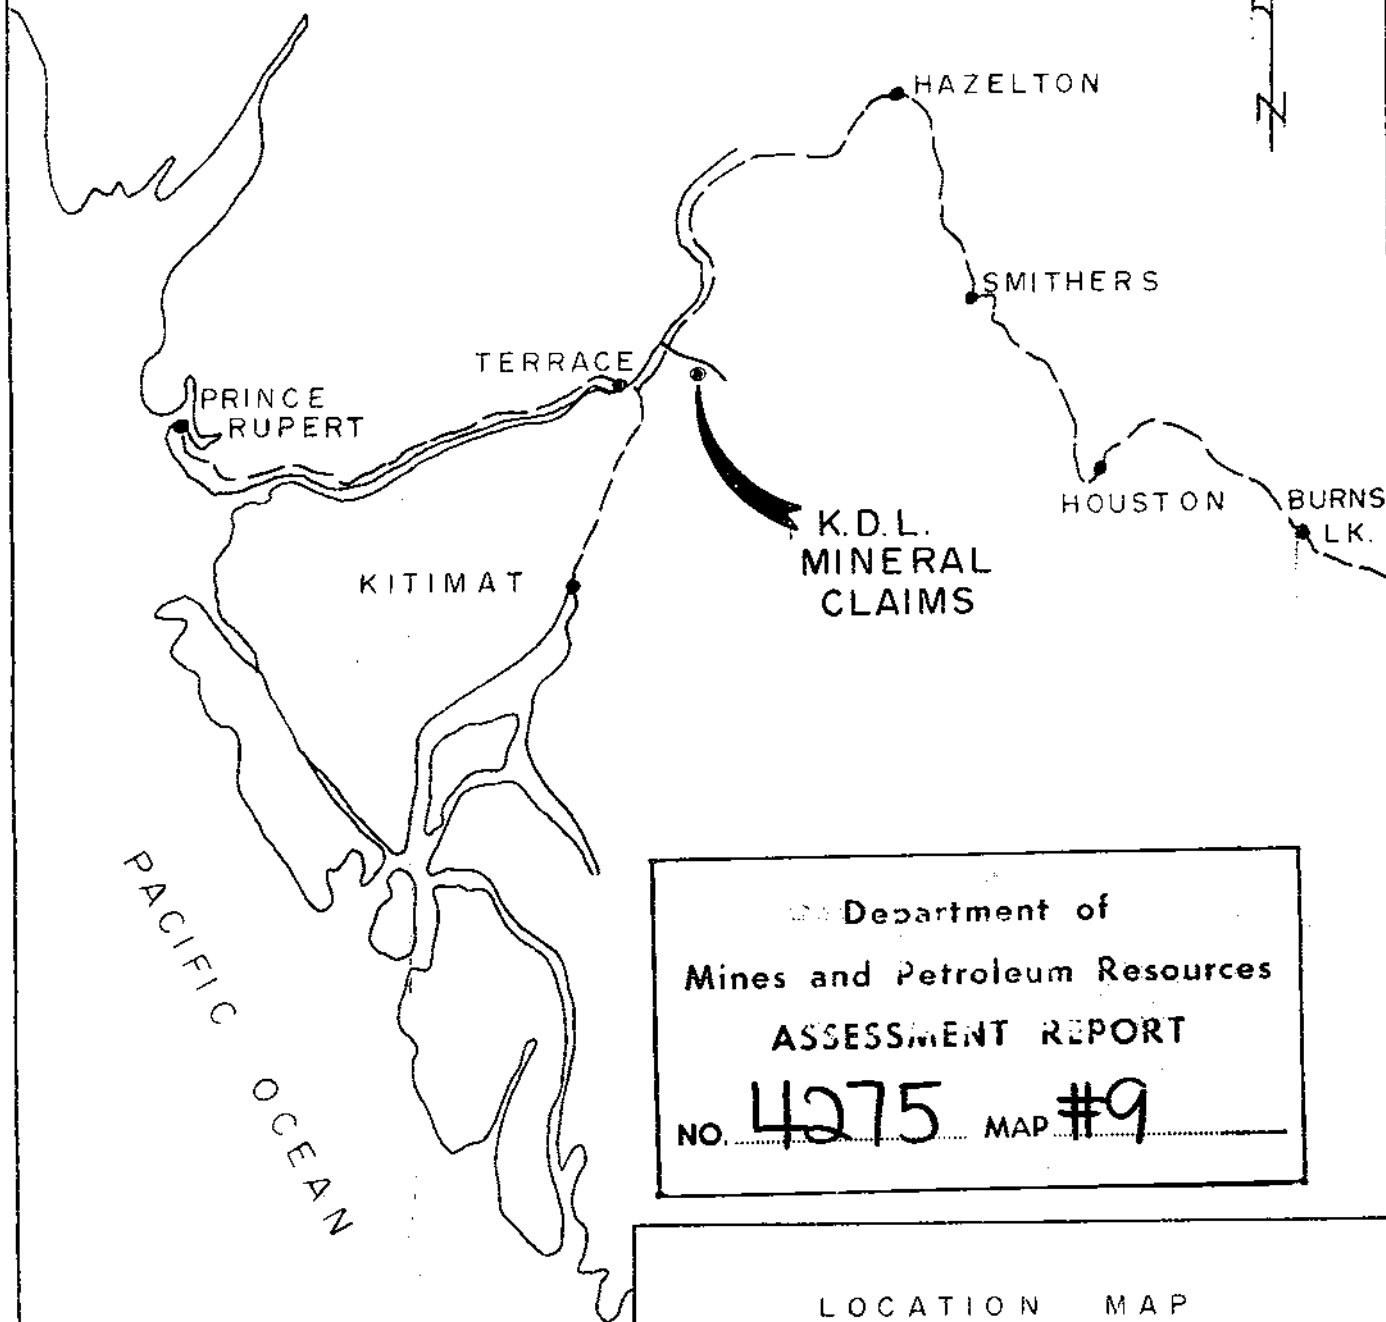 HAZELTON
N
SMITHERS
TERRACE
PRINCE
RUPERT
HOUSTON
BURNS
LK.
K.D.L.
MINERAL
CLAIMS
KITIMAT
PACIFIC OCEAN
Department of
Mines and Petroleum Resources
ASSESSMENT REPORT
NO. 4275 MAP #9
LOCATION MAP